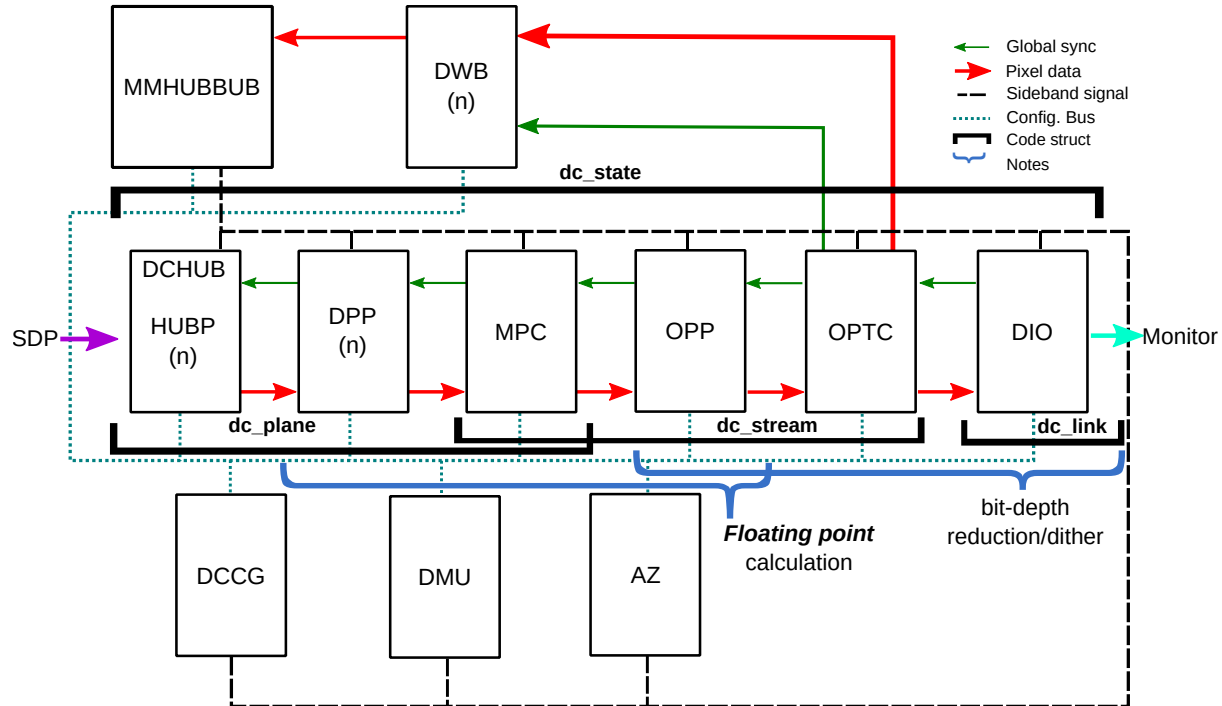 MMHUBBUB
DWB
(n)
Global sync
Pixel data
Sideband signal
Config. Bus
Code struct
Notes
dc_state
SDP
DCHUB
HUBP
(n)
DPP
(n)
MPC
OPP
OPTC
DIO
Monitor
dc_plane
dc_stream
dc_link
Floating point
calculation
bit-depth
reduction/dither
DCCG
DMU
AZ